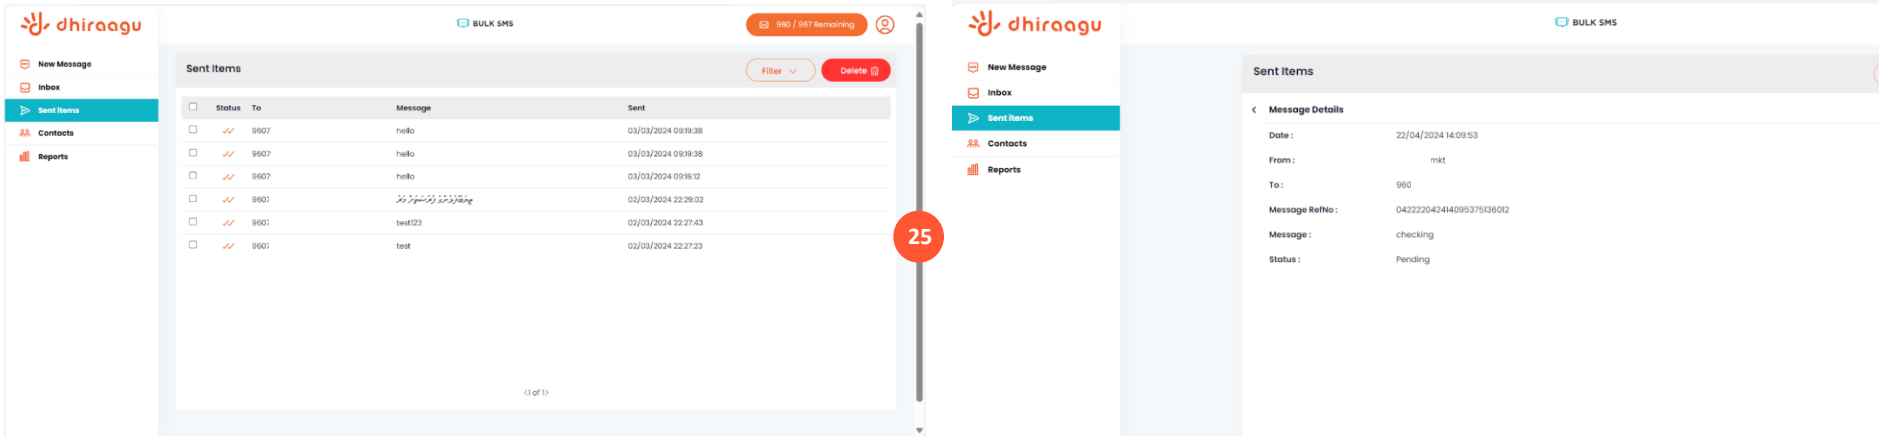 dhiraagu
BULK SMS
960 / 967 Remaining
New Message
Inbox
Sent Items
Contacts
Reports
Sent Items
Filter
Delete
Status To Message Sent
9607 hello 03/03/2024 09:19:38
9607 hello 03/03/2024 09:19:38
9607 hello 03/03/2024 09:16:12
9607 02/03/2024 22:29:02
9607 test123 02/03/2024 22:27:43
9607 test 02/03/2024 22:27:23
<1 of 1>
25
dhiraagu
BULK SMS
New Message
Inbox
Sent Items
Contacts
Reports
Sent Items
< Message Details
Date : 22/04/2024 14:09:53
From : mkt
To : 960
Message RefNo : 042222042414095375136012
Message : checking
Status : Pending